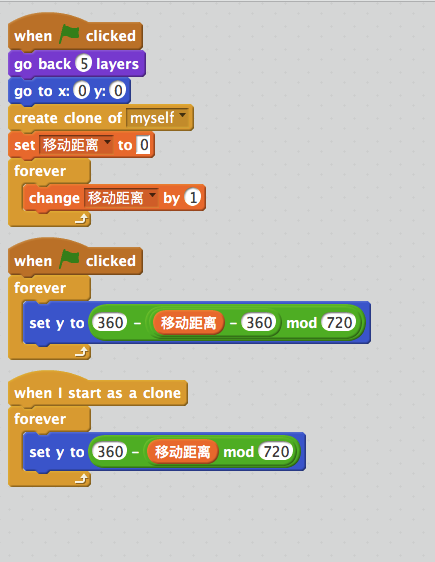 when clicked
go back 5 layers
go to x: 0 y: 0
create clone of myself
set 移动距离 to 0
forever
change 移动距离 by 1
when clicked
forever
set y to 360 - 移动距离 - 360 mod 720
when I start as a clone
forever
set y to 360 - 移动距离 mod 720